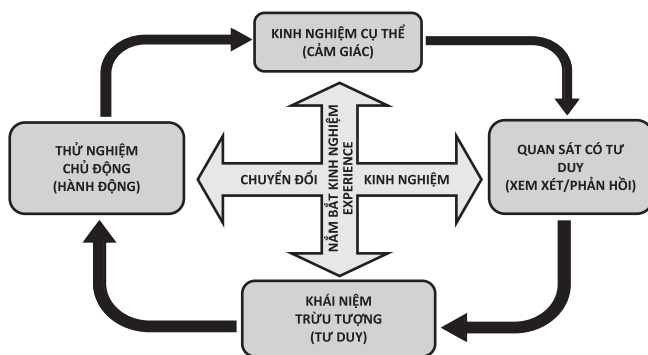 KINH NGHIỆM CỤ THỂ
(CẢM GIÁC)
THỬ NGHIỆM
CHỦ ĐỘNG
(HÀNH ĐỘNG)
CHUYỂN ĐỔI
NẮM BẮT KINH NGHIỆM
EXPERIENCE
KINH NGHIỆM
QUAN SÁT CÓ TƯ
DUY
(XEM XÉT/PHẢN HỒI)
KHÁI NIỆM
TRỪU TƯỢNG
(TƯ DUY)